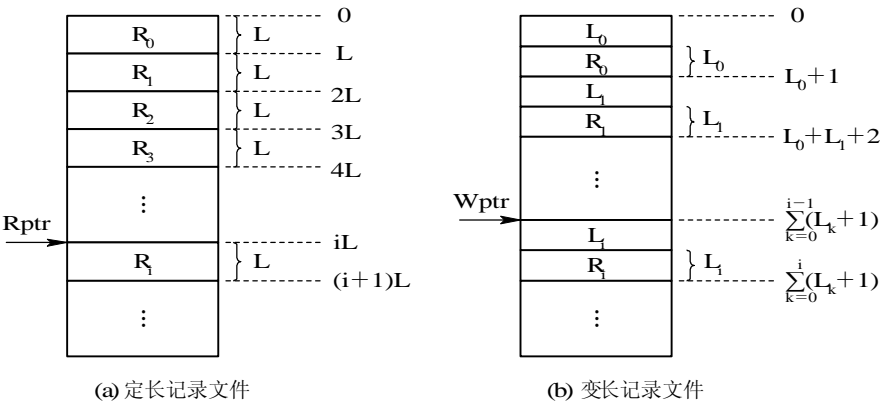 0
R₀ L
L
R₁ L
2L
R₂ L
3L
R₃ L
4L
⋮
Rptr
iL
Rᵢ L
(i+1)L
⋮
(a) 定长记录文件
0
L₀
R₀ L₀
L₀+1
L₁
R₁ L₁
L₀+L₁+2
⋮
Wptr
∑_{k=0}^{i−1}(Lₖ+1)
Lᵢ
Rᵢ Lᵢ
∑_{k=0}^{i}(Lₖ+1)
⋮
(b) 变长记录文件